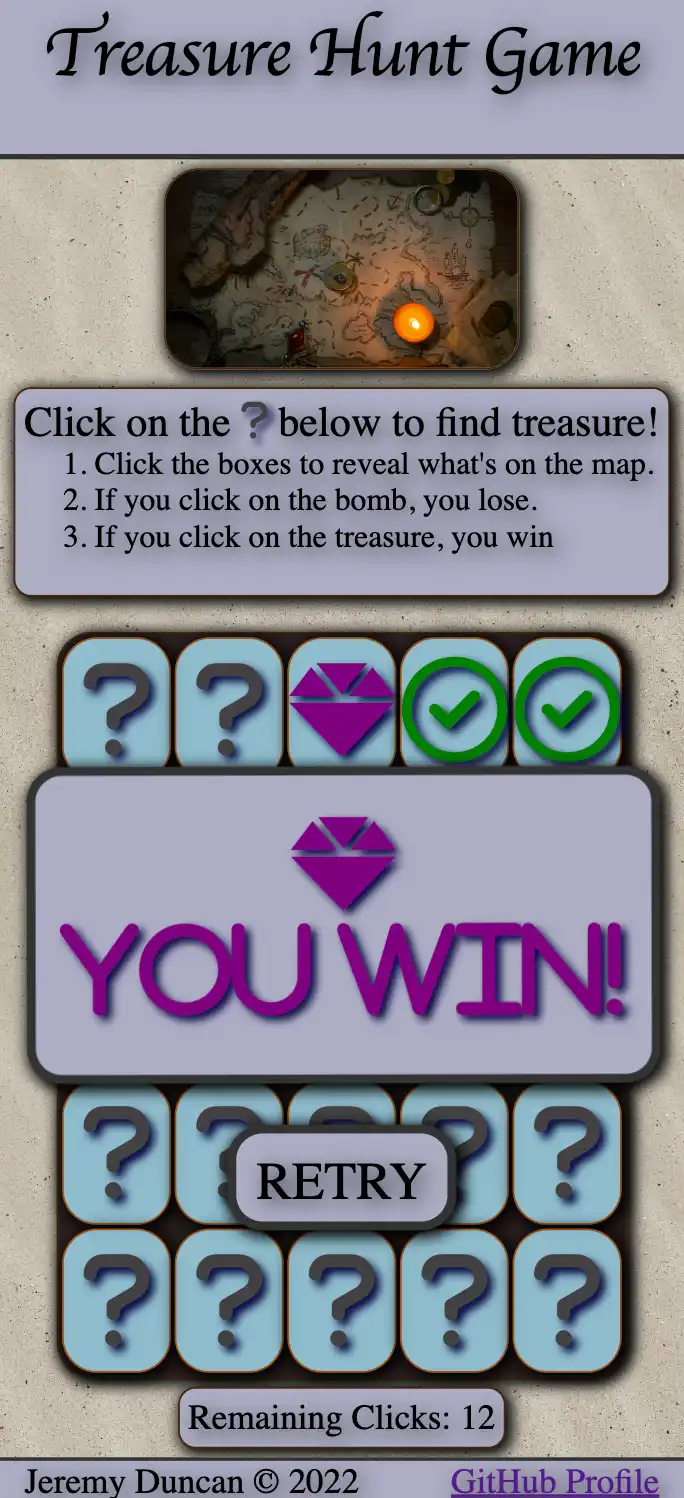 Treasure Hunt Game
Click on the ? below to find treasure!
1. Click the boxes to reveal what's on the map.
2. If you click on the bomb, you lose.
3. If you click on the treasure, you win
? ?
YOU WIN!
? ? ? ? ?
RETRY
? ? ? ? ?
Remaining Clicks: 12
Jeremy Duncan © 2022 GitHub Profile